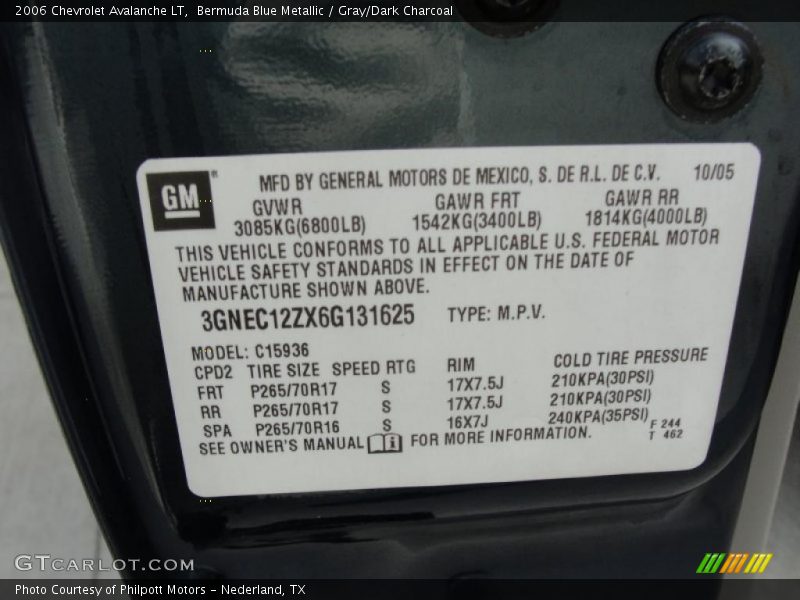 2006 Chevrolet Avalanche LT, Bermuda Blue Metallic / Gray/Dark Charcoal
GM®
MFD BY GENERAL MOTORS DE MEXICO, S. DE R.L. DE C.V. 10/05
GVWR GAWR FRT GAWR RR
3085KG(6800LB) 1542KG(3400LB) 1814KG(4000LB)
THIS VEHICLE CONFORMS TO ALL APPLICABLE U.S. FEDERAL MOTOR
VEHICLE SAFETY STANDARDS IN EFFECT ON THE DATE OF
MANUFACTURE SHOWN ABOVE.
3GNEC12ZX6G131625 TYPE: M.P.V.
MODEL: C15936
CPD2 TIRE SIZE SPEED RTG RIM COLD TIRE PRESSURE
FRT P265/70R17 S 17X7.5J 210KPA(30PSI)
RR P265/70R17 S 17X7.5J 210KPA(30PSI)
SPA P265/70R16 S 16X7J 240KPA(35PSI)
SEE OWNER'S MANUAL FOR MORE INFORMATION.
F 244
T 462
GTCARLOT.COM
Photo Courtesy of Philpott Motors - Nederland, TX